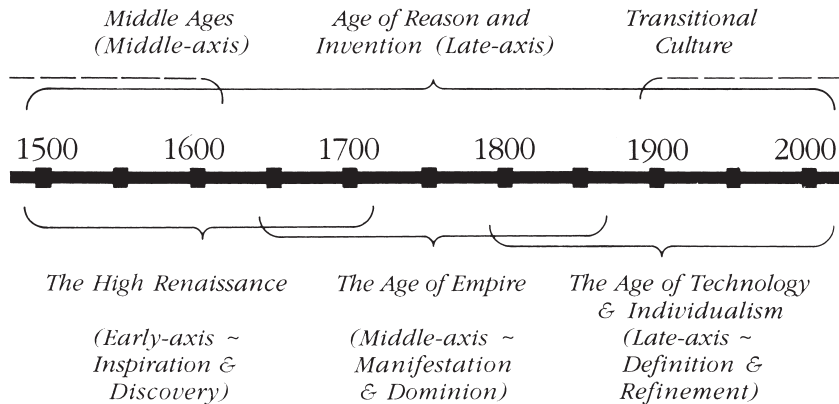 Middle Ages
(Middle-axis)
Age of Reason and
Invention (Late-axis)
Transitional
Culture
1500 1600 1700 1800 1900 2000
The High Renaissance
(Early-axis ~
Inspiration &
Discovery)
The Age of Empire
(Middle-axis ~
Manifestation
& Dominion)
The Age of Technology
& Individualism
(Late-axis ~
Definition &
Refinement)